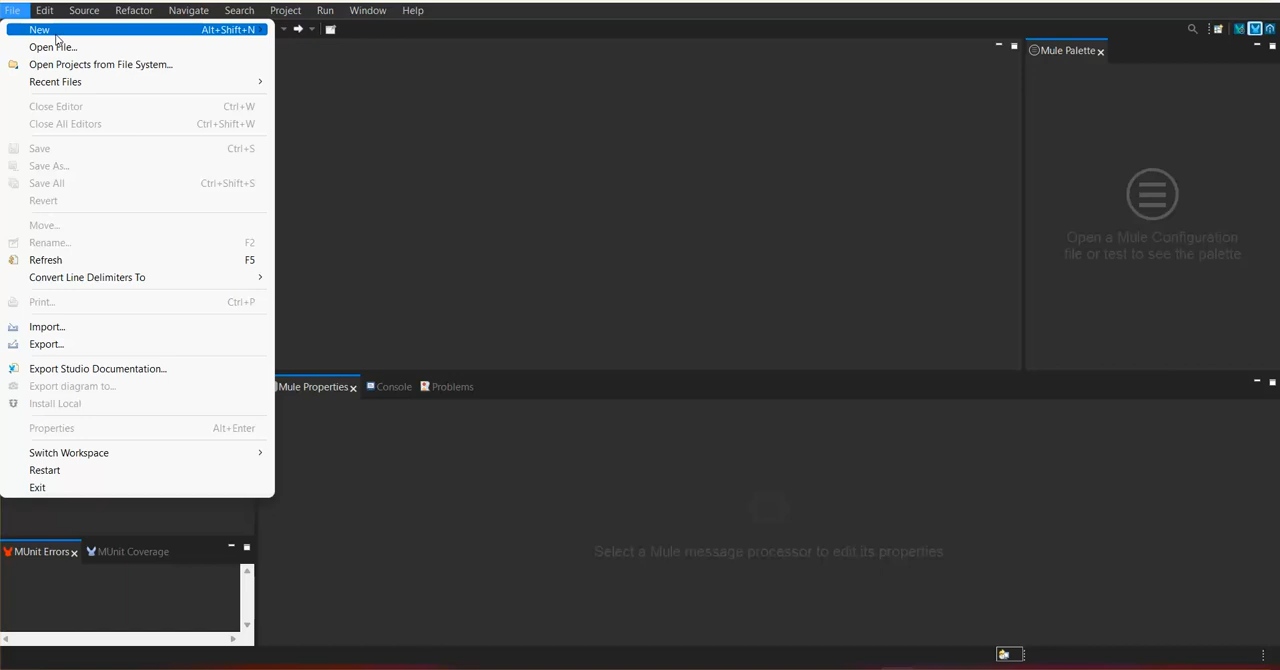 File Edit Source Refactor Navigate Search Project Run Window Help
New Alt+Shift+N
Open File...
Open Projects from File System...
Recent Files
Close Editor Ctrl+W
Close All Editors Ctrl+Shift+W
Save Ctrl+S
Save As...
Save All Ctrl+Shift+S
Revert
Move...
Rename... F2
Refresh F5
Convert Line Delimiters To
Print... Ctrl+P
Import...
Export...
Export Studio Documentation...
Export diagram to...
Install Local
Properties Alt+Enter
Switch Workspace
Restart
Exit
Mule Palette
Open a Mule Configuration
file or test to see the palette
Mule Properties Console Problems
Select a Mule message processor to edit its properties
MUnit Errors MUnit Coverage